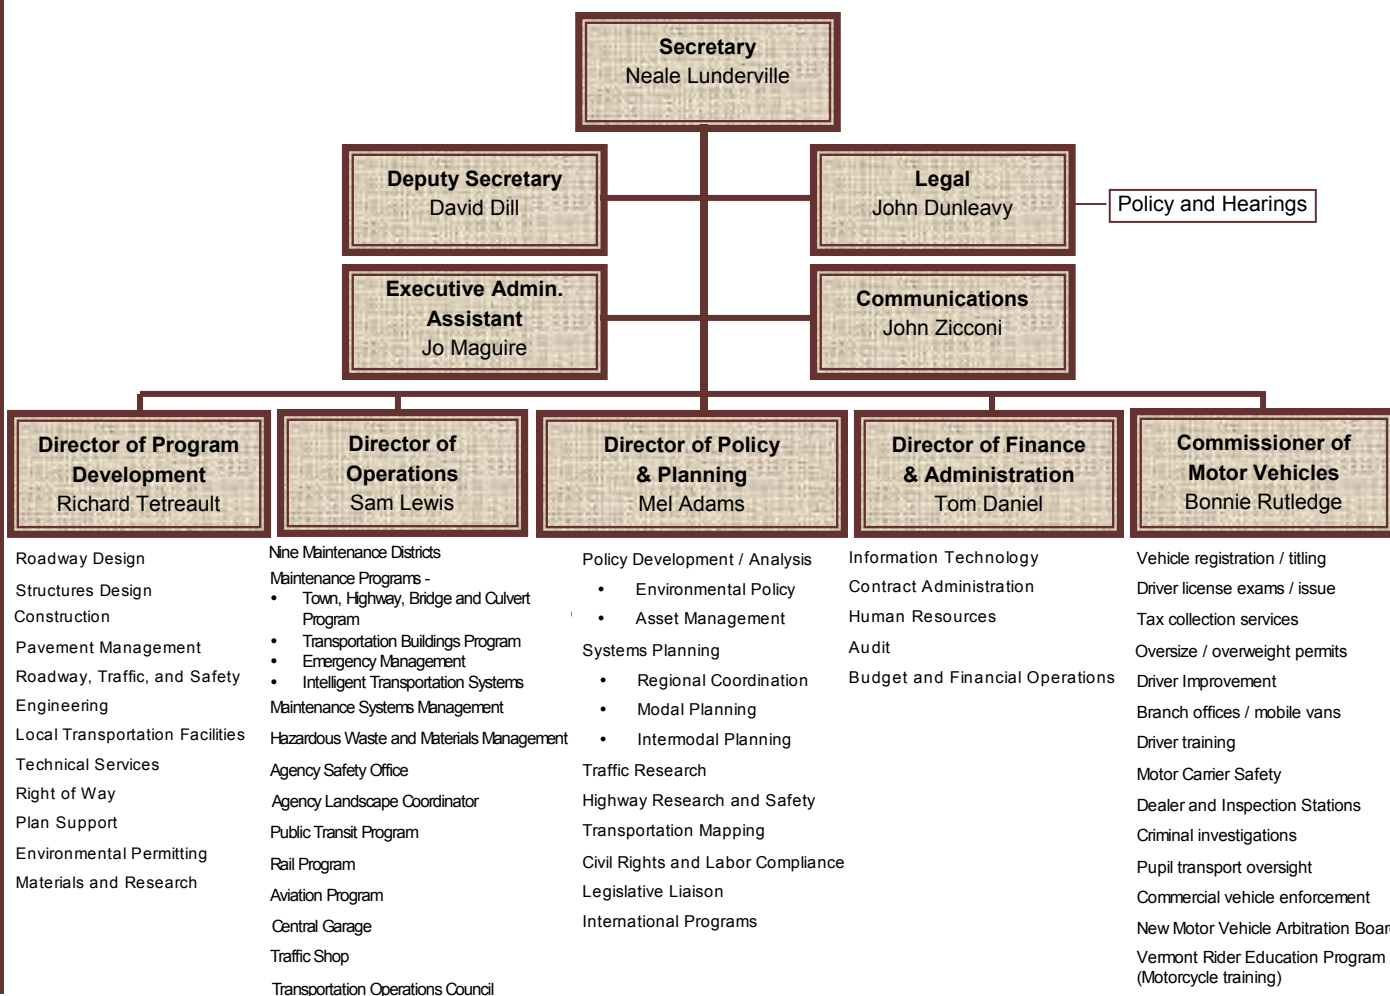 Secretary
Neale Lunderville
Deputy Secretary
David Dill
Legal
John Dunleavy
Policy and Hearings
Executive Admin.
Assistant
Jo Maguire
Communications
John Zicconi
Director of Program
Development
Richard Tetreault
Director of
Operations
Sam Lewis
Director of Policy
& Planning
Mel Adams
Director of Finance
& Administration
Tom Daniel
Commissioner of
Motor Vehicles
Bonnie Rutledge
Roadway Design
Structures Design
Construction
Pavement Management
Roadway, Traffic, and Safety
Engineering
Local Transportation Facilities
Technical Services
Right of Way
Plan Support
Environmental Permitting
Materials and Research
Nine Maintenance Districts
Maintenance Programs -
• Town, Highway, Bridge and Culvert
Program
• Transportation Buildings Program
• Emergency Management
• Intelligent Transportation Systems
Maintenance Systems Management
Hazardous Waste and Materials Management
Agency Safety Office
Agency Landscape Coordinator
Public Transit Program
Rail Program
Aviation Program
Central Garage
Traffic Shop
Transportation Operations Council
Policy Development / Analysis
• Environmental Policy
• Asset Management
Systems Planning
• Regional Coordination
• Modal Planning
• Intermodal Planning
Traffic Research
Highway Research and Safety
Transportation Mapping
Civil Rights and Labor Compliance
Legislative Liaison
International Programs
Information Technology
Contract Administration
Human Resources
Audit
Budget and Financial Operations
Vehicle registration / titling
Driver license exams / issue
Tax collection services
Oversize / overweight permits
Driver Improvement
Branch offices / mobile vans
Driver training
Motor Carrier Safety
Dealer and Inspection Stations
Criminal investigations
Pupil transport oversight
Commercial vehicle enforcement
New Motor Vehicle Arbitration Boar
Vermont Rider Education Program
(Motorcycle training)